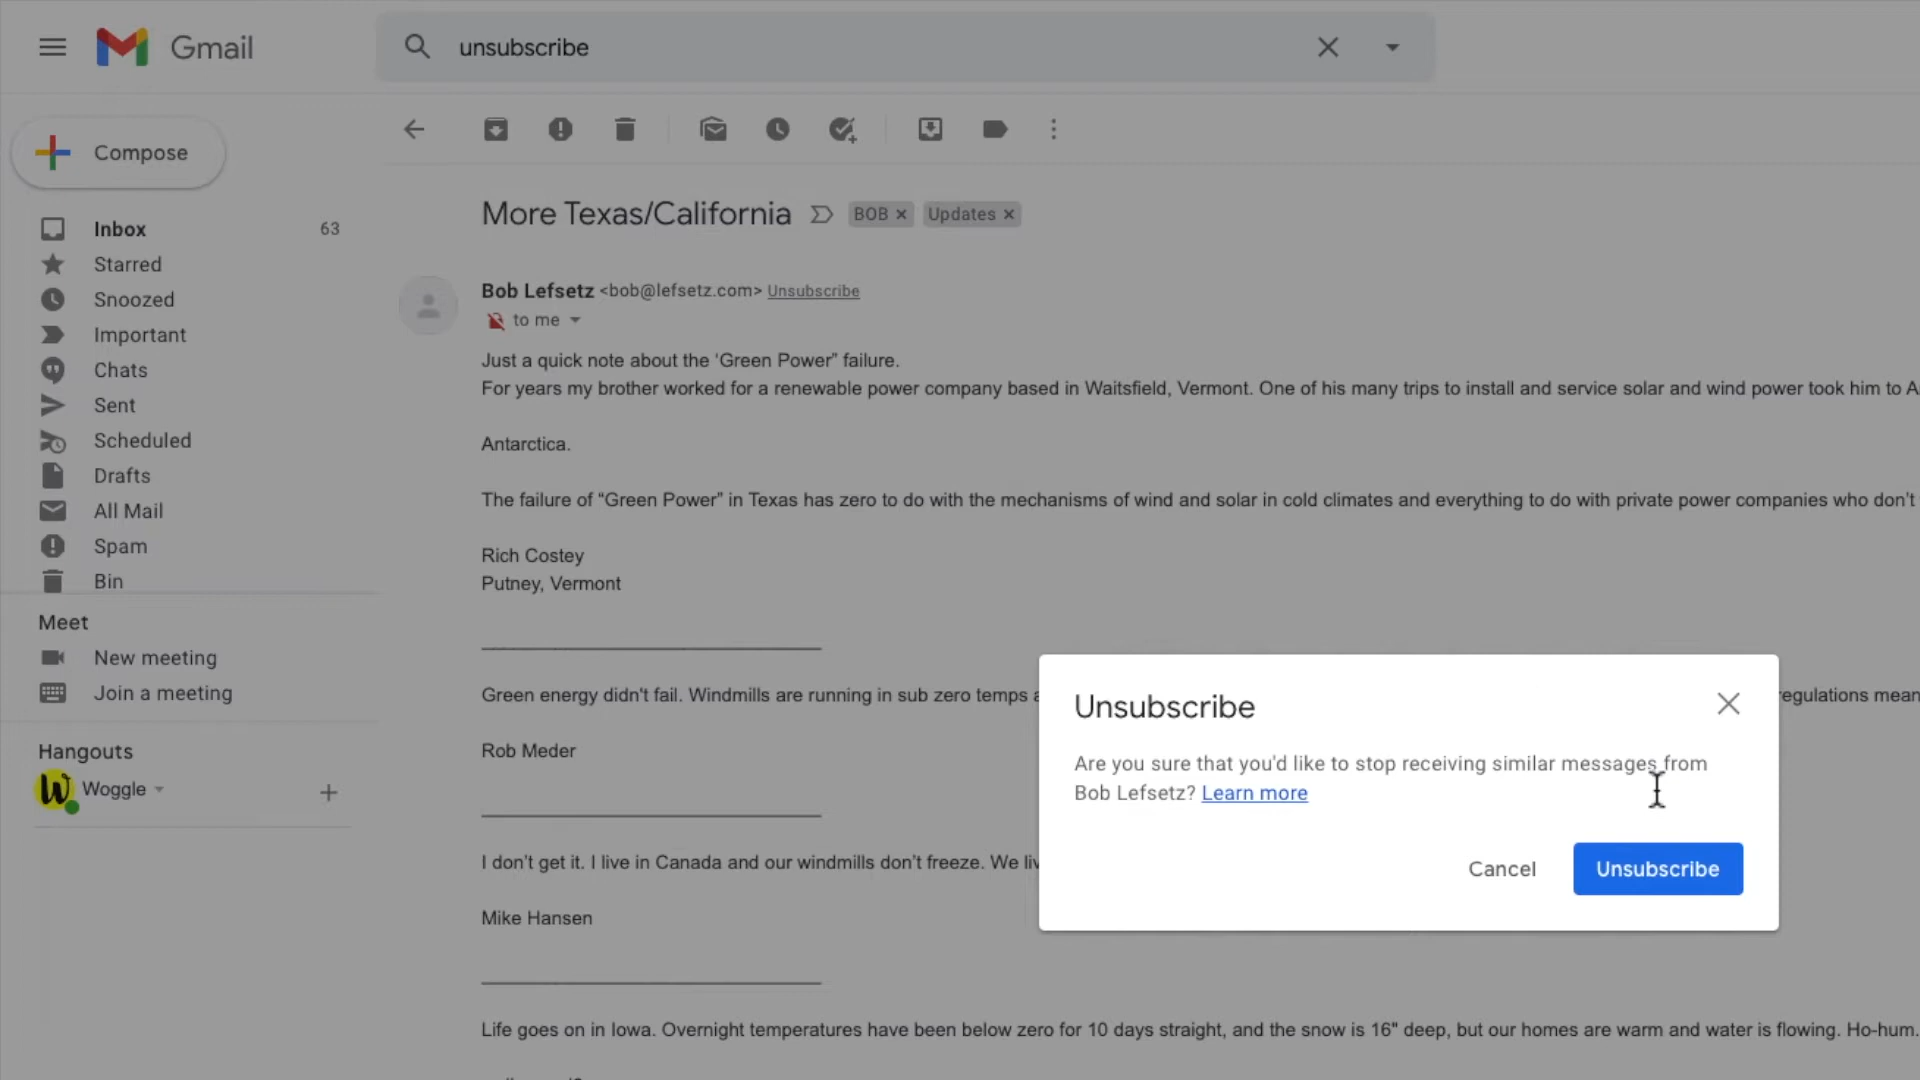 Gmail
unsubscribe
Compose
Inbox 63
Starred
Snoozed
Important
Chats
Sent
Scheduled
Drafts
All Mail
Spam
Bin
Meet
New meeting
Join a meeting
Hangouts
Woggle
More Texas/California BOB × Updates ×
Bob Lefsetz <bob@lefsetz.com> Unsubscribe
to me
Just a quick note about the ‘Green Power” failure.
For years my brother worked for a renewable power company based in Waitsfield, Vermont. One of his many trips to install and service solar and wind power took him to A
Antarctica.
The failure of “Green Power” in Texas has zero to do with the mechanisms of wind and solar in cold climates and everything to do with private power companies who don’t
Rich Costey
Putney, Vermont
Green energy didn't fail. Windmills are running in sub zero temps a regulations mean
Rob Meder
I don’t get it. I live in Canada and our windmills don’t freeze. We liv
Mike Hansen
Life goes on in Iowa. Overnight temperatures have been below zero for 10 days straight, and the snow is 16" deep, but our homes are warm and water is flowing. Ho-hum.
Unsubscribe
Are you sure that you'd like to stop receiving similar messages from
Bob Lefsetz? Learn more
Cancel Unsubscribe